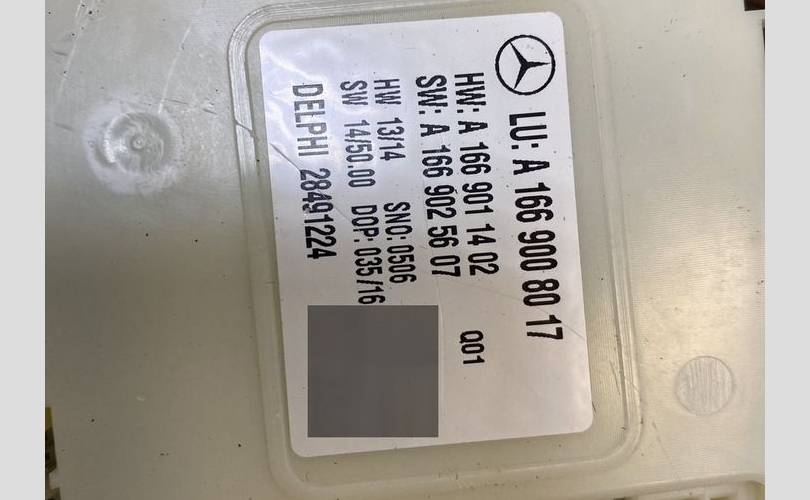 LU: A 166 900 80 17
HW: A 166 901 14 02 Q01
SW: A 166 902 56 07
HW 13/14 SNO: 0506
SW 14/50.00 DOP: 035/16
DELPHI 28491224